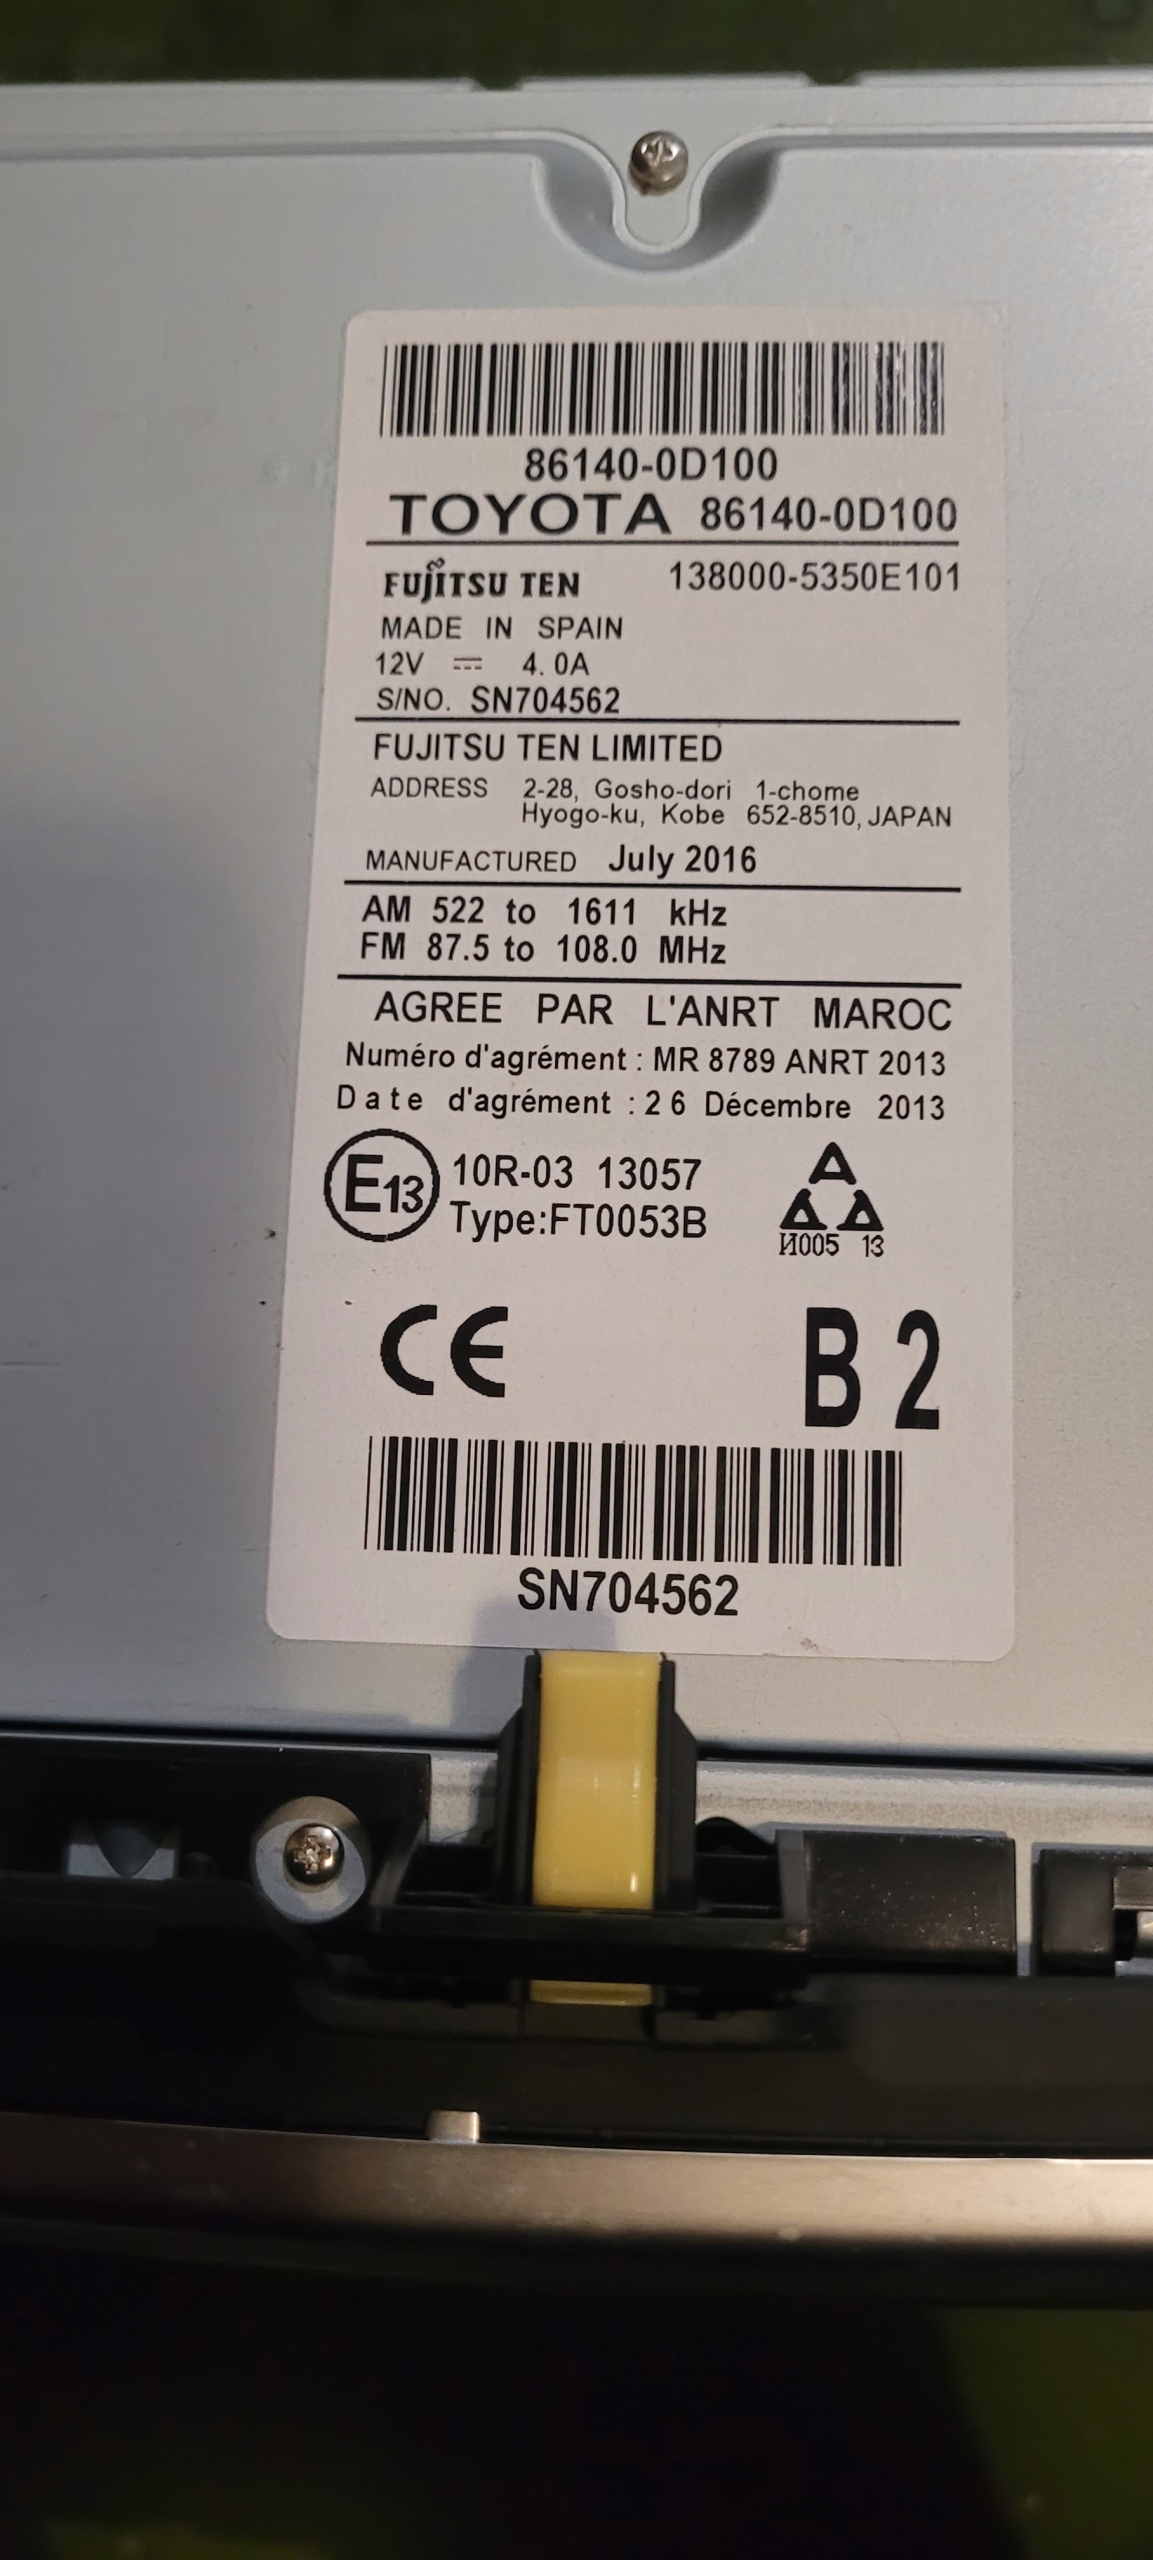 86140-0D100
TOYOTA 86140-0D100
FUJITSU TEN 138000-5350E101
MADE IN SPAIN
12V ⎓ 4.0A
S/NO. SN704562
FUJITSU TEN LIMITED
ADDRESS 2-28, Gosho-dori 1-chome
Hyogo-ku, Kobe 652-8510, JAPAN
MANUFACTURED July 2016
AM 522 to 1611 kHz
FM 87.5 to 108.0 MHz
AGREE PAR L'ANRT MAROC
Numéro d'agrément : MR 8789 ANRT 2013
Date d'agrément : 26 Décembre 2013
E13 10R-03 13057
Type:FT0053B
И005 13
CE B2
SN704562